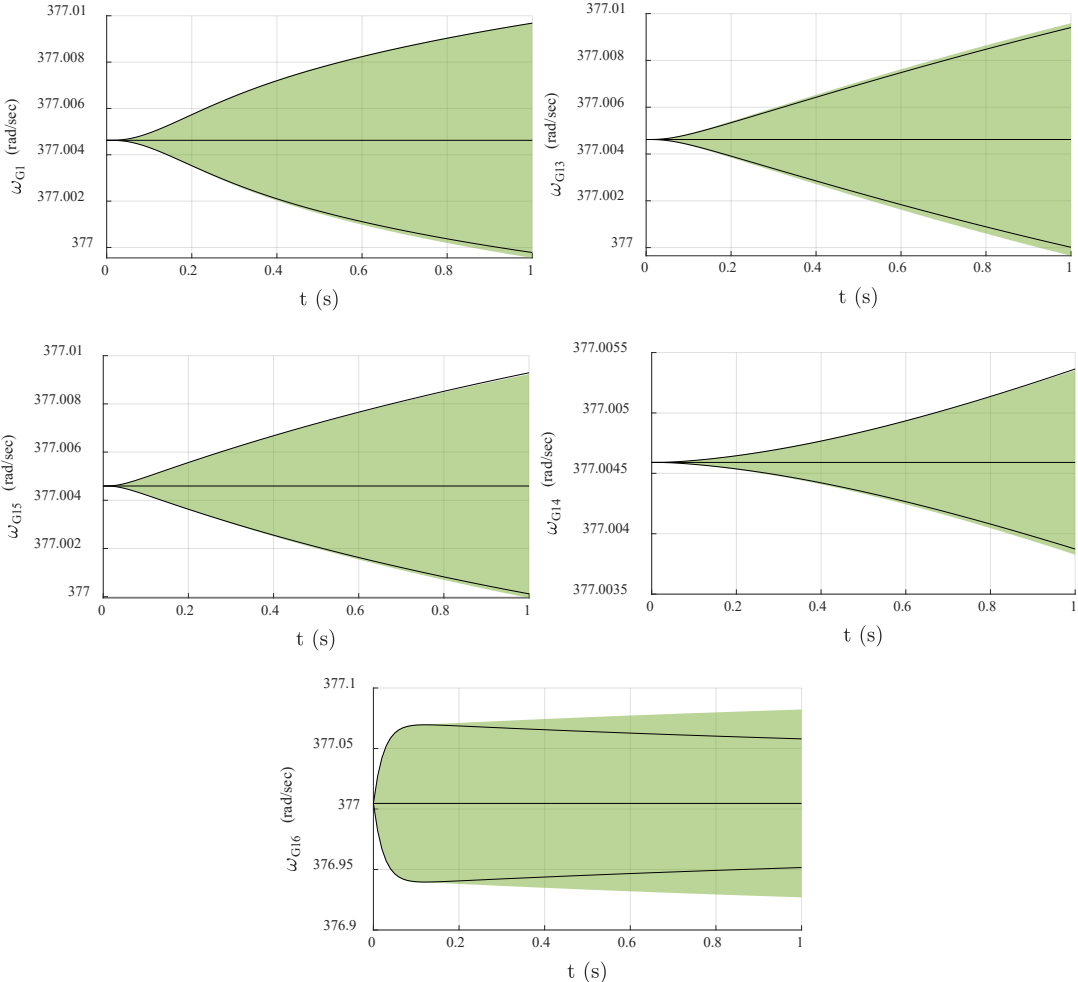 377.01
377.008
377.006
377.004
377.002
377
ω_G1 (rad/sec)
0 0.2 0.4 0.6 0.8 1
t (s)
377.01
377.008
377.006
377.004
377.002
377
ω_G13 (rad/sec)
0 0.2 0.4 0.6 0.8 1
t (s)
377.01
377.008
377.006
377.004
377.002
377
ω_G15 (rad/sec)
0 0.2 0.4 0.6 0.8 1
t (s)
377.0055
377.005
377.0045
377.004
377.0035
ω_G14 (rad/sec)
0 0.2 0.4 0.6 0.8 1
t (s)
377.1
377.05
377
376.95
376.9
ω_G16 (rad/sec)
0 0.2 0.4 0.6 0.8 1
t (s)